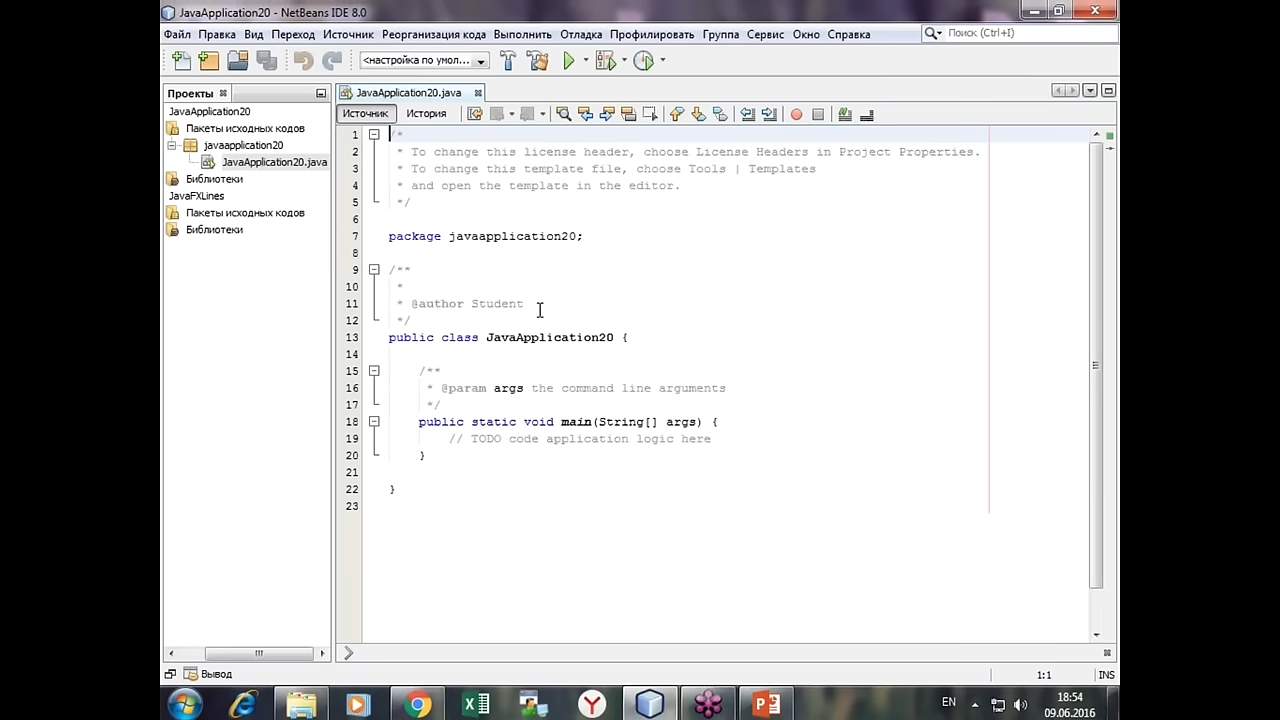 JavaApplication20 - NetBeans IDE 8.0
Файл Правка Вид Переход Источник Реорганизация кода Выполнить Отладка Профилировать Группа Сервис Окно Справка Поиск (Ctrl+I)
<настройка по умол...
Проекты
JavaApplication20
Пакеты исходных кодов
javaapplication20
JavaApplication20.java
Библиотеки
JavaFXLines
Пакеты исходных кодов
Библиотеки
JavaApplication20.java
Источник История
1 /*
2 * To change this license header, choose License Headers in Project Properties.
3 * To change this template file, choose Tools | Templates
4 * and open the template in the editor.
5 */
6
7 package javaapplication20;
8
9 /**
10 *
11 * @author Student
12 */
13 public class JavaApplication20 {
14
15 /**
16 * @param args the command line arguments
17 */
18 public static void main(String[] args) {
19 // TODO code application logic here
20 }
21
22 }
23
Вывод
1:1 INS
EN
18:54
09.06.2016